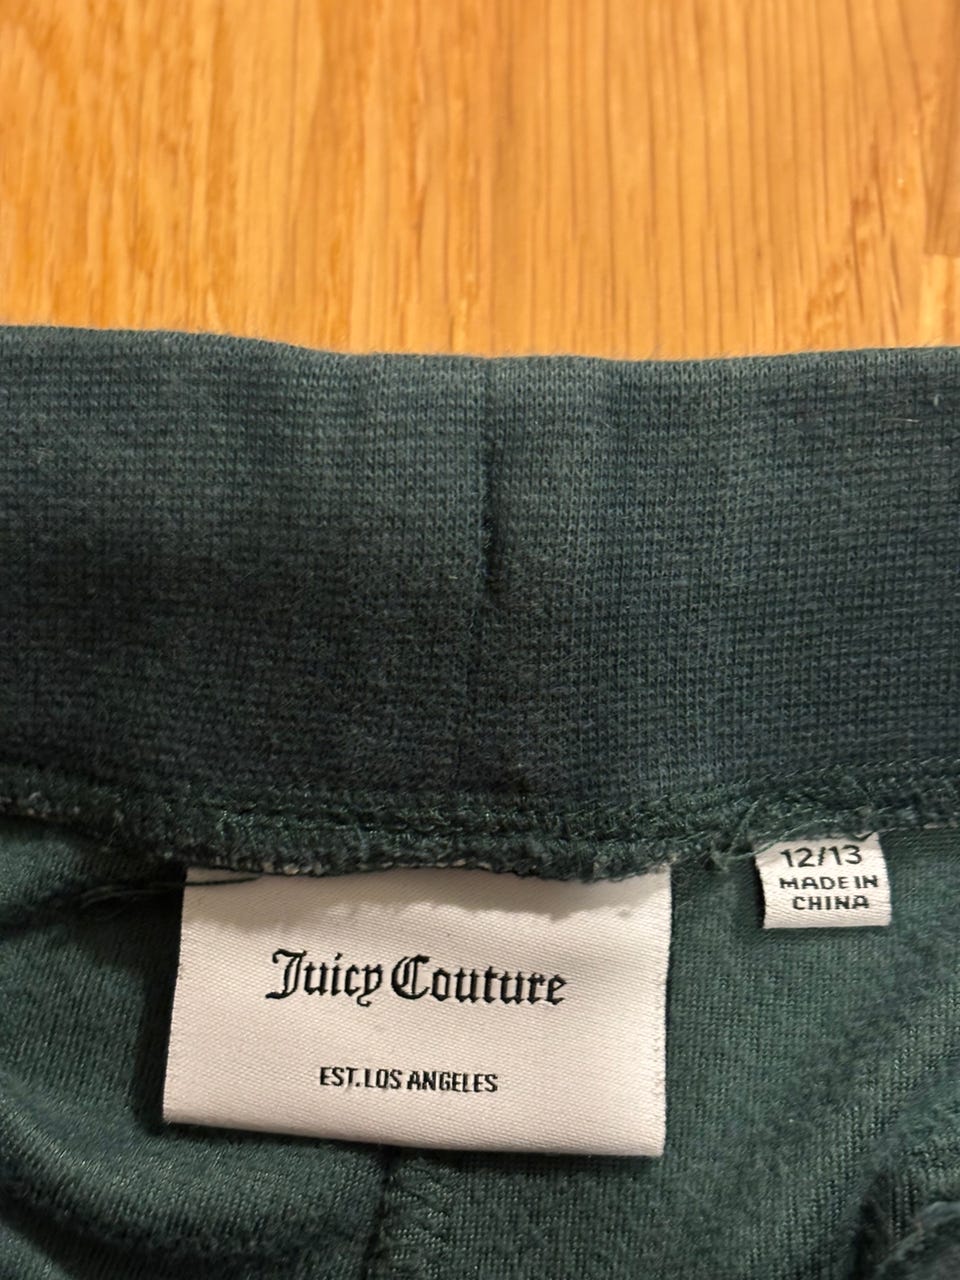 Juicy Couture
EST. LOS ANGELES
12/13
MADE IN
CHINA